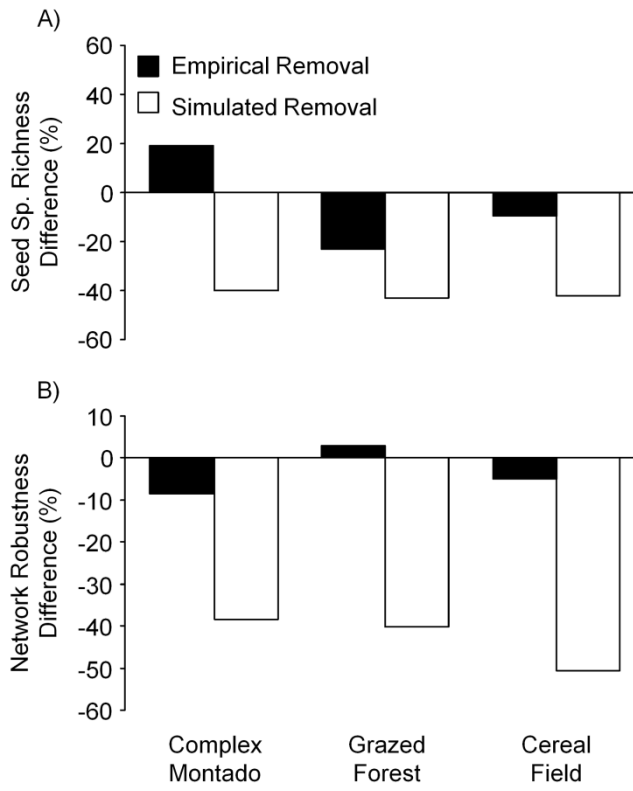 A)
60
40
20
0
-20
-40
-60
Seed Sp. Richness
Difference (%)
Empirical Removal
Simulated Removal
B)
10
0
-10
-20
-30
-40
-50
-60
Network Robustness
Difference (%)
Complex
Montado
Grazed
Forest
Cereal
Field